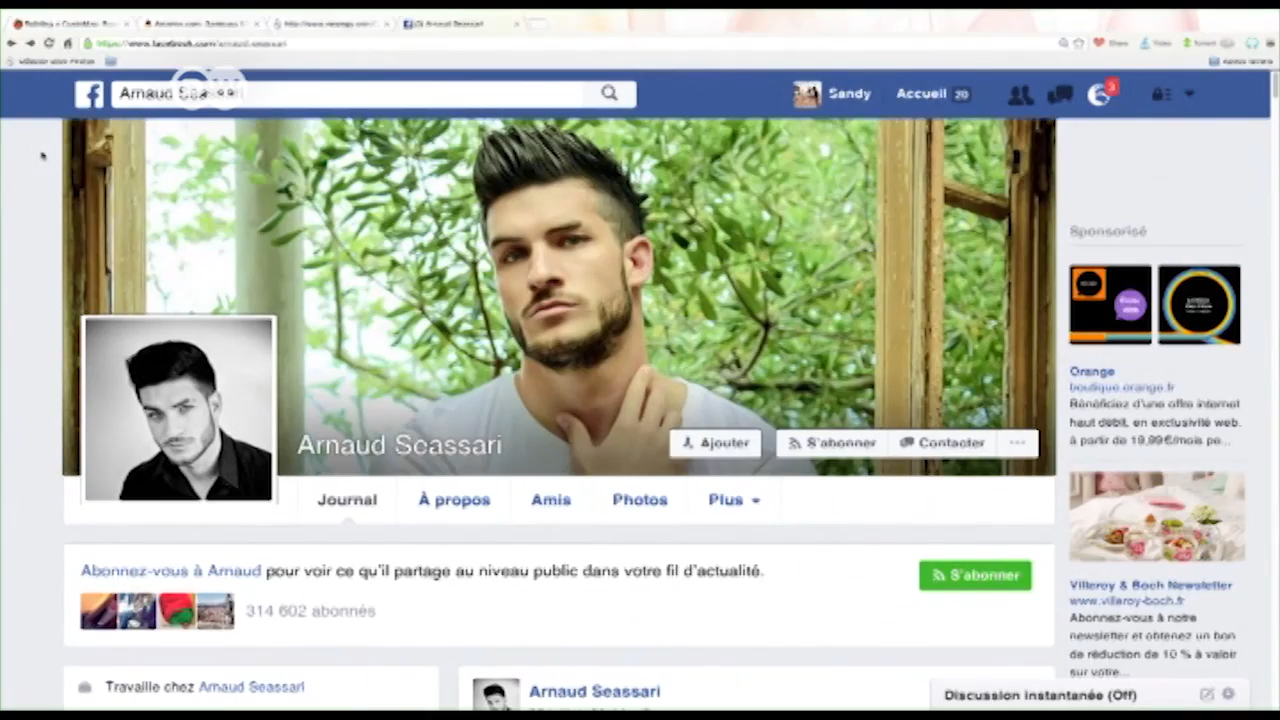 Arnaud Seassari
Arnaud Seassari
Sandy
Accueil 20
3
Sponsorisé
Orange
boutique.orange.fr
Bénéficiez d'une offre internet
haut débit, en exclusivité web,
à partir de 19,99€/mois pe...
Arnaud Seassari
Ajouter
S'abonner
Contacter
...
Journal
À propos
Amis
Photos
Plus
Abonnez-vous à Arnaud pour voir ce qu'il partage au niveau public dans votre fil d'actualité.
S'abonner
314 602 abonnés
Villeroy & Boch Newsletter
www.villeroy-boch.fr
Abonnez-vous à notre
newsletter et obtenez un bon
de réduction de 10 % à valoir
sur votre...
Travaille chez Arnaud Seassari
Arnaud Seassari
Discussion instantanée (Off)